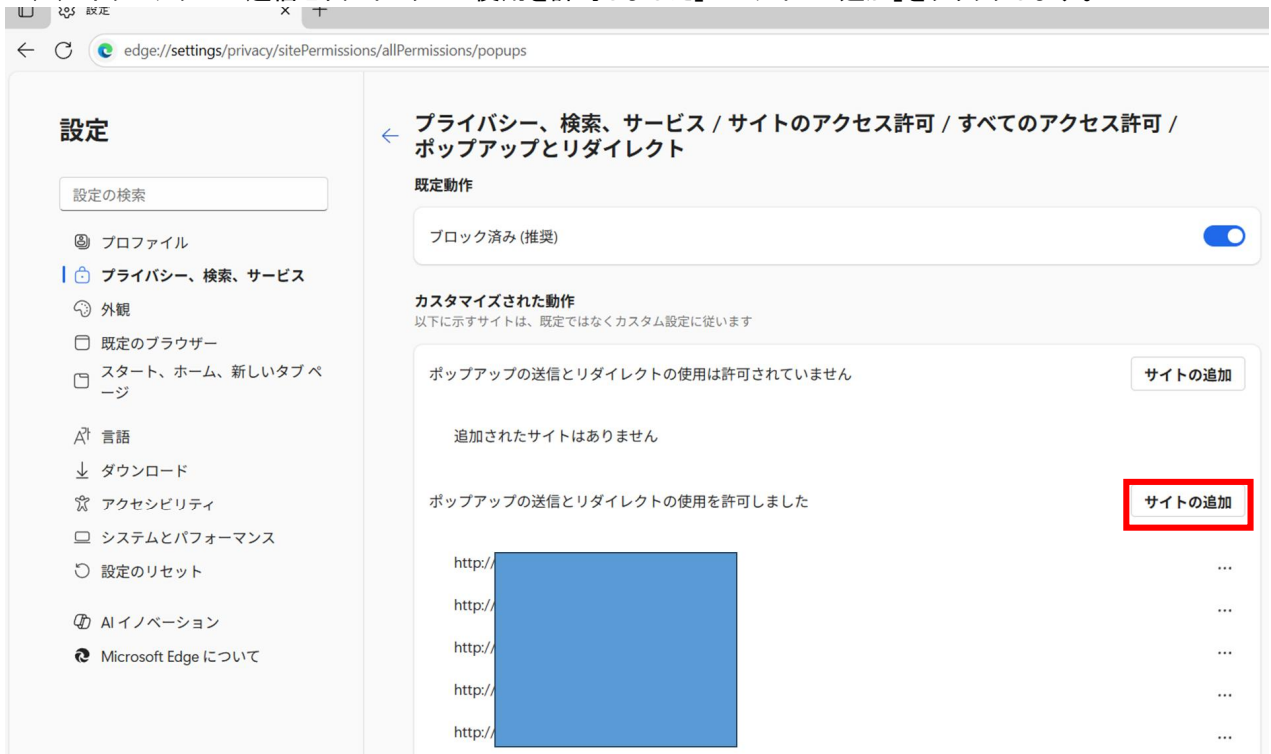 設定
edge://settings/privacy/sitePermissions/allPermissions/popups
設定
設定の検索
プロファイル
プライバシー、検索、サービス
外観
既定のブラウザー
スタート、ホーム、新しいタブ ペ
ージ
言語
ダウンロード
アクセシビリティ
システムとパフォーマンス
設定のリセット
AI イノベーション
Microsoft Edge について
プライバシー、検索、サービス / サイトのアクセス許可 / すべてのアクセス許可 /
ポップアップとリダイレクト
既定動作
ブロック済み (推奨)
カスタマイズされた動作
以下に示すサイトは、既定ではなくカスタム設定に従います
ポップアップの送信とリダイレクトの使用は許可されていません
サイトの追加
追加されたサイトはありません
ポップアップの送信とリダイレクトの使用を許可しました
サイトの追加
http://
http://
http://
http://
http://